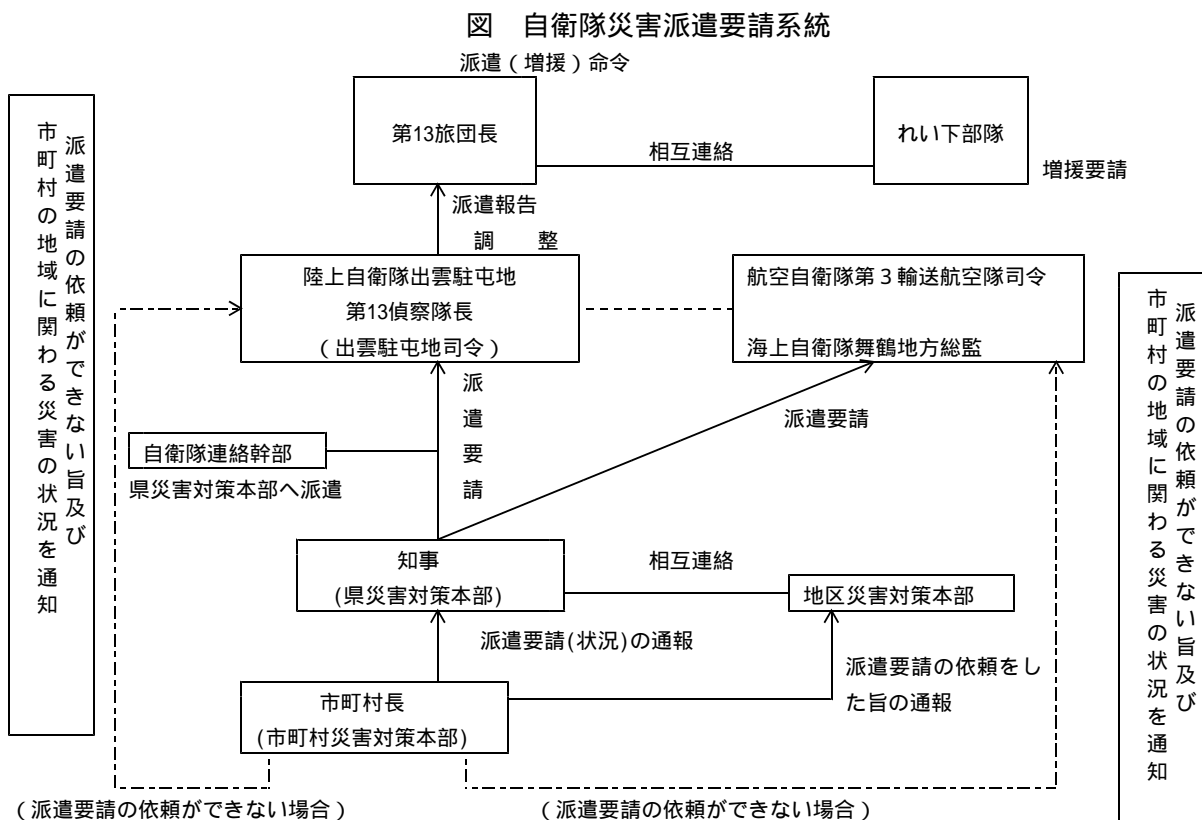 図　自衛隊災害派遣要請系統
派遣（増援）命令
派遣要請の依頼ができない旨及び
市町村の地域に関わる災害の状況を通知
第13旅団長
相互連絡
れい下部隊
増援要請
派遣報告
調　整
陸上自衛隊出雲駐屯地
第13偵察隊長
（出雲駐屯地司令）
航空自衛隊第３輸送航空隊司令
海上自衛隊舞鶴地方総監
派遣要請の依頼ができない旨及び
市町村の地域に関わる災害の状況を通知
派遣要請
派遣要請
自衛隊連絡幹部
県災害対策本部へ派遣
知事
(県災害対策本部)
相互連絡
地区災害対策本部
派遣要請(状況)の通報
派遣要請の依頼をし
た旨の通報
市町村長
(市町村災害対策本部)
（派遣要請の依頼ができない場合）
（派遣要請の依頼ができない場合）